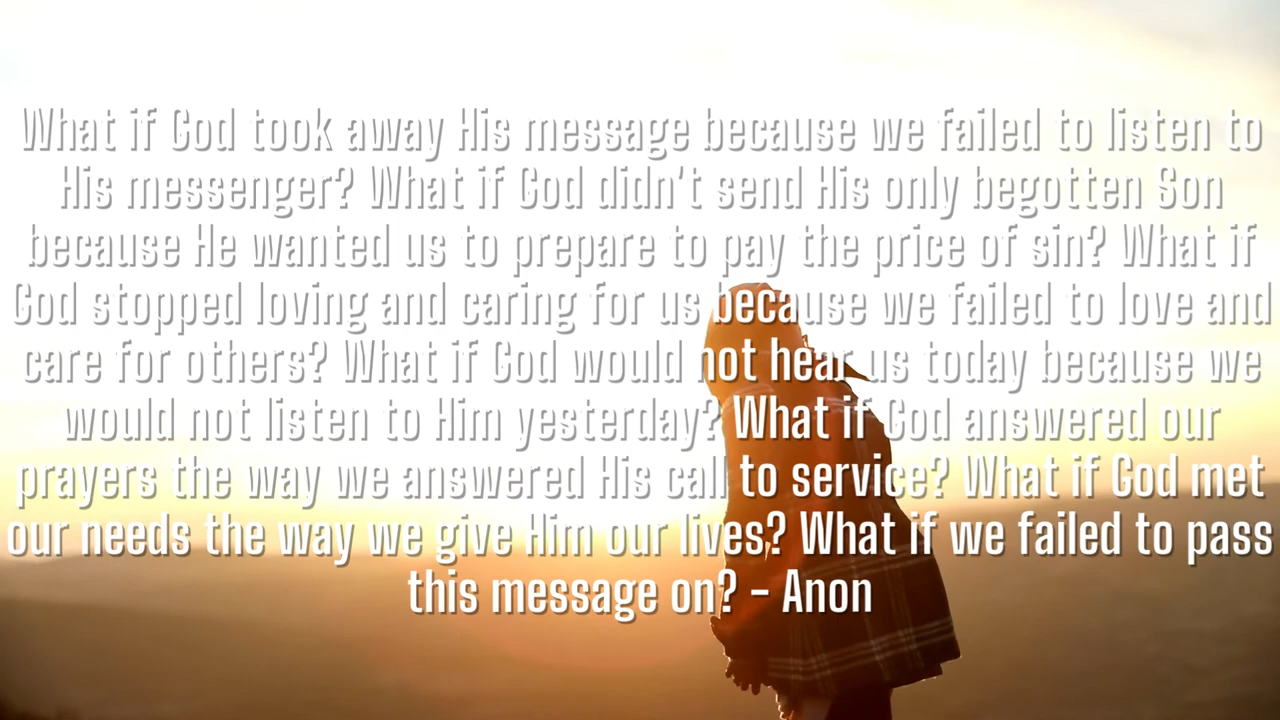 What if God took away His message because we failed to listen to
His messenger? What if God didn't send His only begotten Son
because He wanted us to prepare to pay the price of sin? What if
God stopped loving and caring for us because we failed to love and
care for others? What if God would not hear us today because we
would not listen to Him yesterday? What if God answered our
prayers the way we answered His call to service? What if God met
our needs the way we give Him our lives? What if we failed to pass
this message on? - Anon